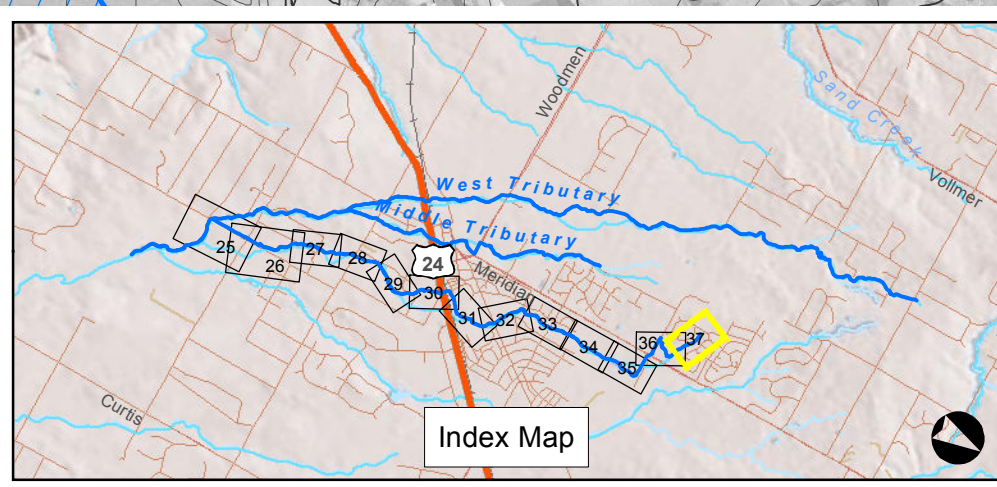 Woodmen
Sand Creek
Vollmer
West Tributary
Middle Tributary
24
Meridian
25
26
27
28
29
30
31
32
33
34
35
36
37
Curtis
Index Map